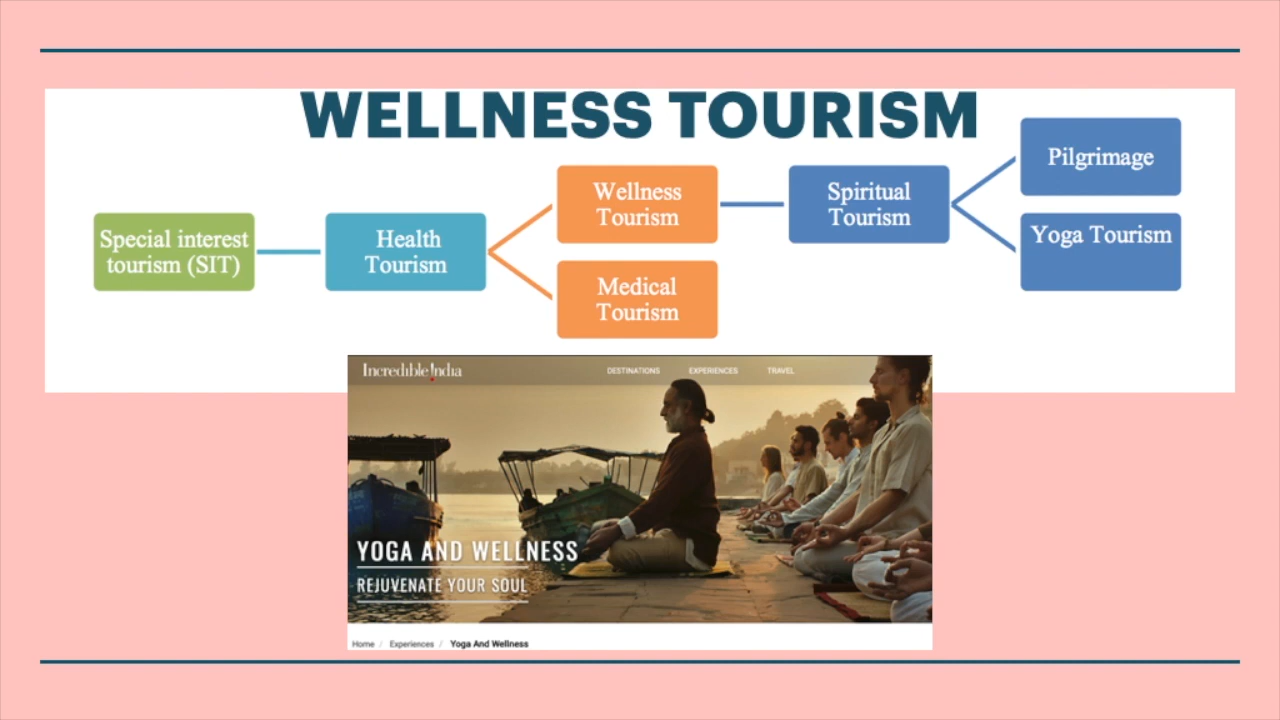 WELLNESS TOURISM
Special interest
tourism (SIT)
Health
Tourism
Wellness
Tourism
Medical
Tourism
Spiritual
Tourism
Pilgrimage
Yoga Tourism
Incredible!ndia
DESTINATIONS
EXPERIENCES
TRAVEL
YOGA AND WELLNESS
REJUVENATE YOUR SOUL
Home / Experiences / Yoga And Wellness